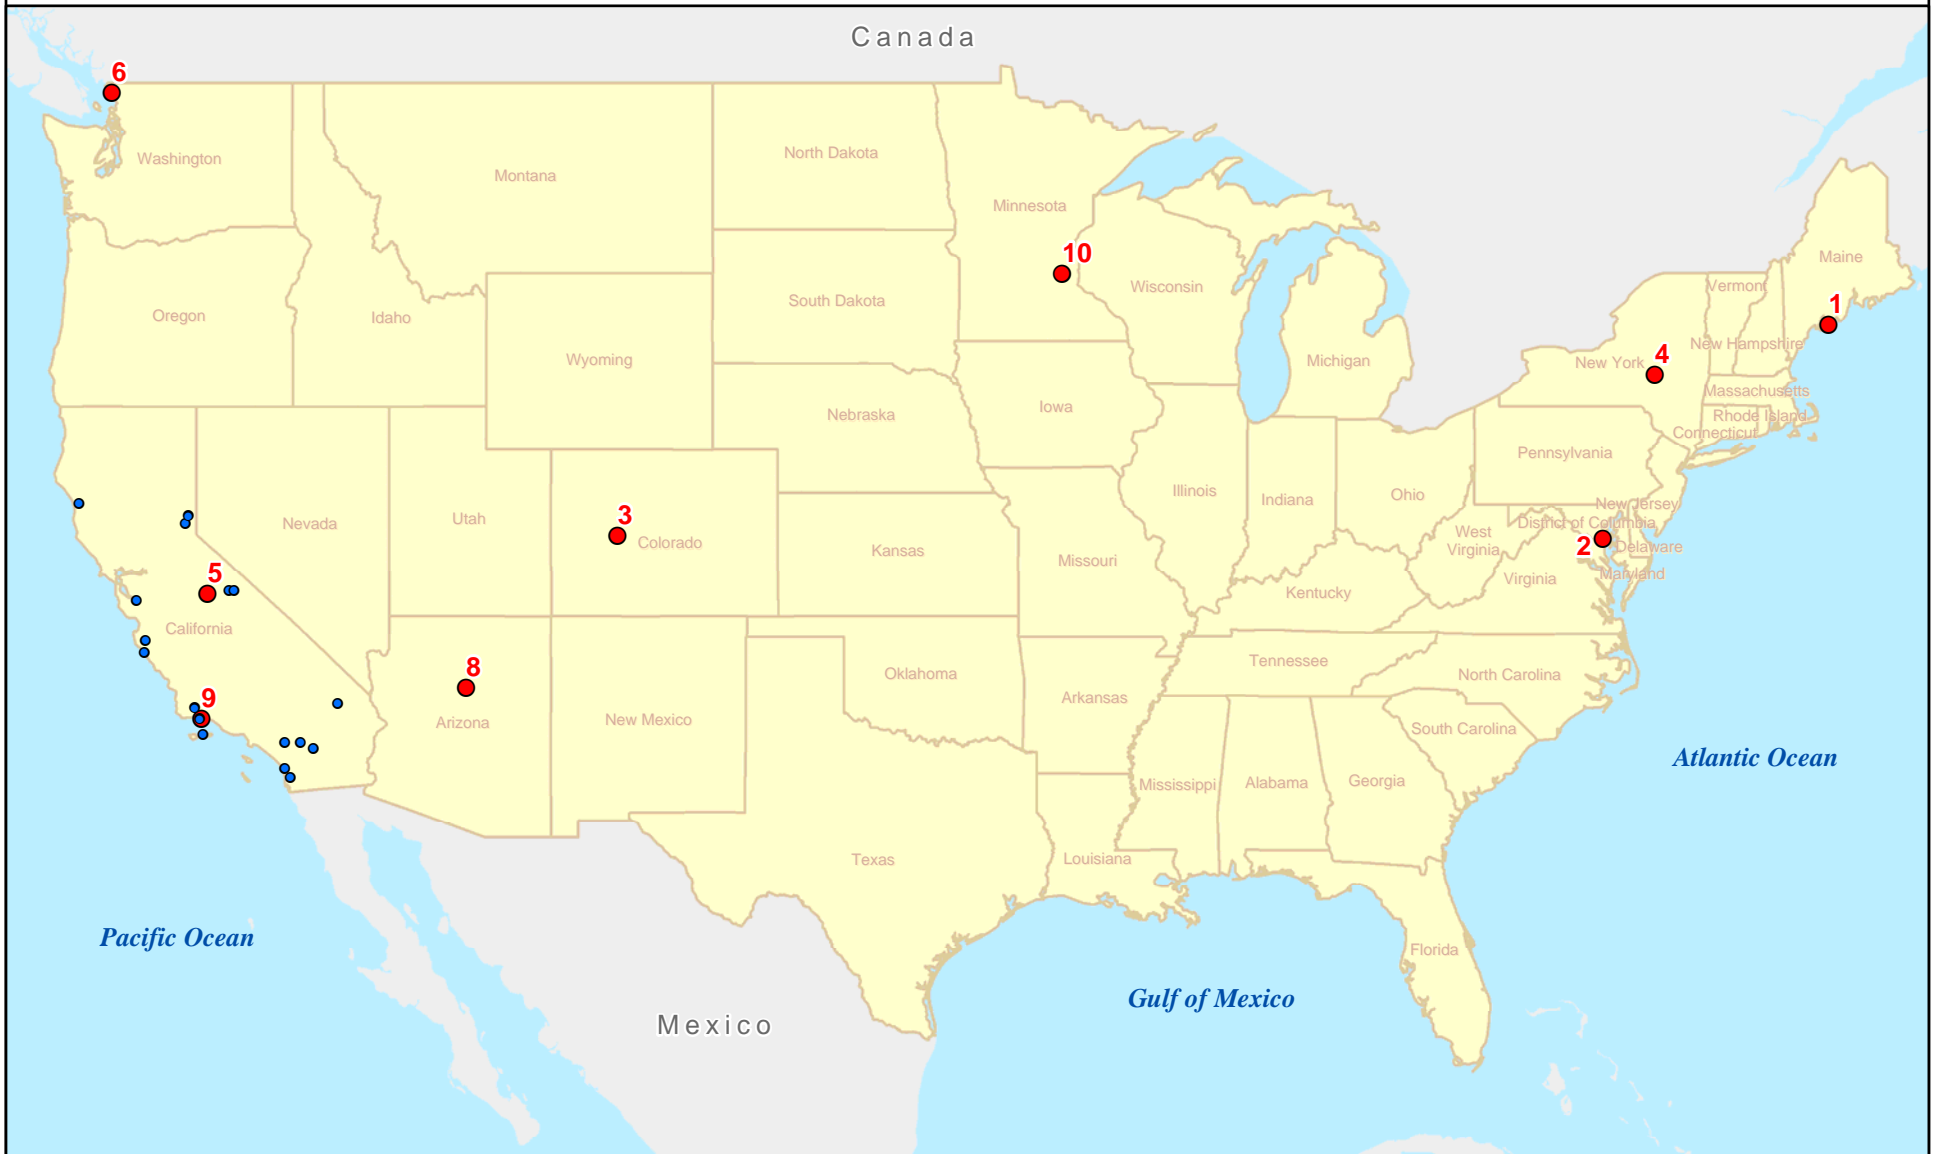 Canada
6
Washington
Montana
North Dakota
Minnesota
10
Maine
Oregon
Idaho
South Dakota
Wisconsin
Vermont
1
Wyoming
Michigan
New York
4
New Hampshire
Nebraska
Iowa
Massachusetts
Rhode Island
Connecticut
Pennsylvania
Illinois
Indiana
Ohio
New Jersey
Nevada
Utah
3
Colorado
Kansas
Missouri
West
Virginia
District of Columbia
2
Delaware
Maryland
Virginia
5
California
Kentucky
8
Arizona
New Mexico
Oklahoma
Arkansas
Tennessee
North Carolina
9
South Carolina
Mississippi
Alabama
Georgia
Atlantic Ocean
Texas
Louisiana
Pacific Ocean
Florida
Gulf of Mexico
Mexico